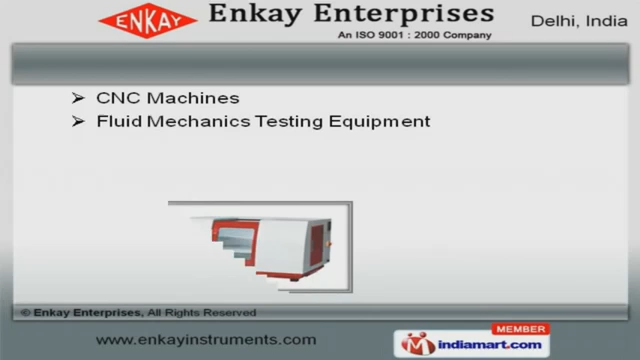 ENKAY
Enkay Enterprises
An ISO 9001 : 2000 Company
Delhi, India
➢ CNC Machines
➢ Fluid Mechanics Testing Equipment
© Enkay Enterprises, All Rights Reserved
www.enkayinstruments.com
MEMBER
indiamart.com